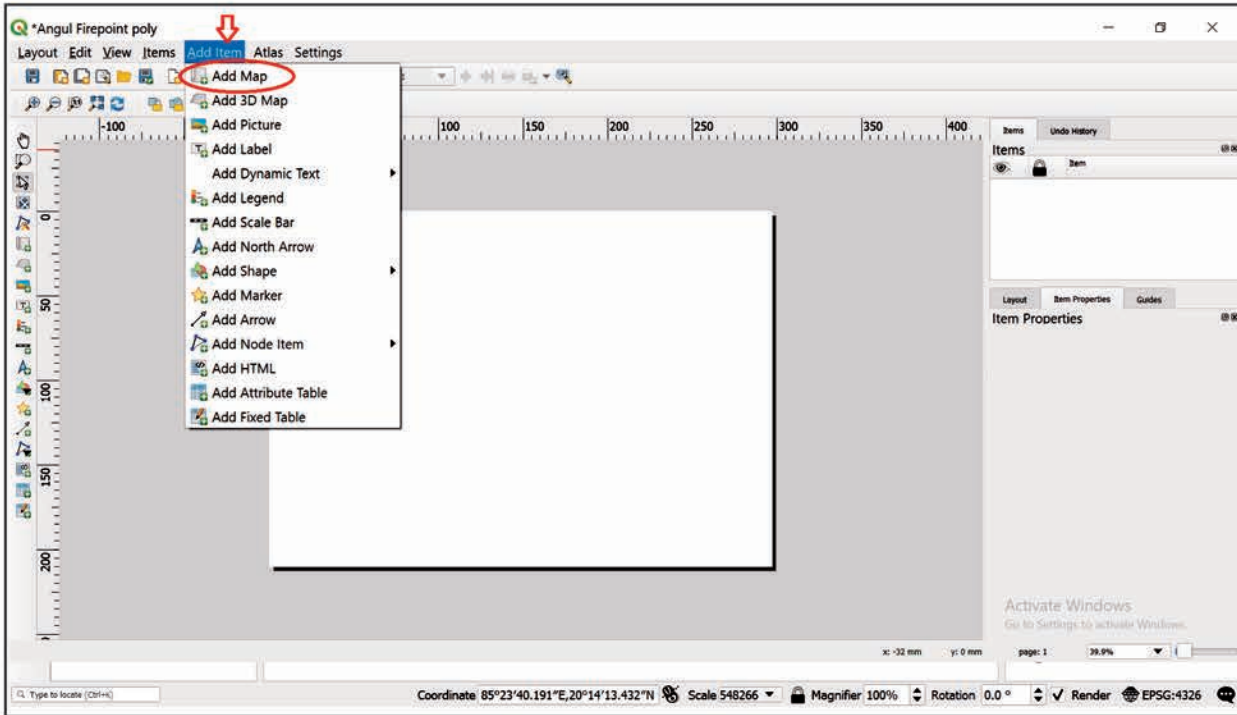 *Angul Firepoint poly
Layout Edit View Items Add Item Atlas Settings
Add Map
Add 3D Map
Add Picture
Add Label
Add Dynamic Text
Add Legend
Add Scale Bar
Add North Arrow
Add Shape
Add Marker
Add Arrow
Add Node Item
Add HTML
Add Attribute Table
Add Fixed Table
-100 100 150 200 250 300 350 400
0
50
100
150
200
Items Undo History
Items
Item
Layout Item Properties Guides
Item Properties
Activate Windows
Go to Settings to activate Windows.
x: -32 mm y: 0 mm page: 1 39.9%
Type to locate (Ctrl+K) Coordinate 85°23'40.191"E,20°14'13.432"N Scale 548266 Magnifier 100% Rotation 0.0 ° Render EPSG:4326